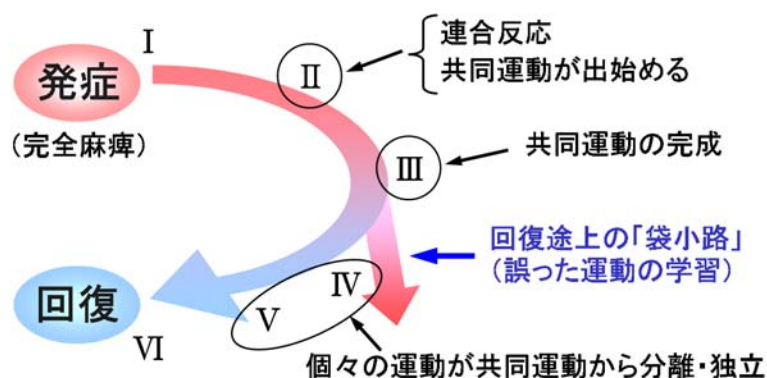 I
発症
(完全麻痺)
II
連合反応
共同運動が出始める
III
共同運動の完成
回復途上の「袋小路」
(誤った運動の学習)
IV
V
回復
VI
個々の運動が共同運動から分離・独立